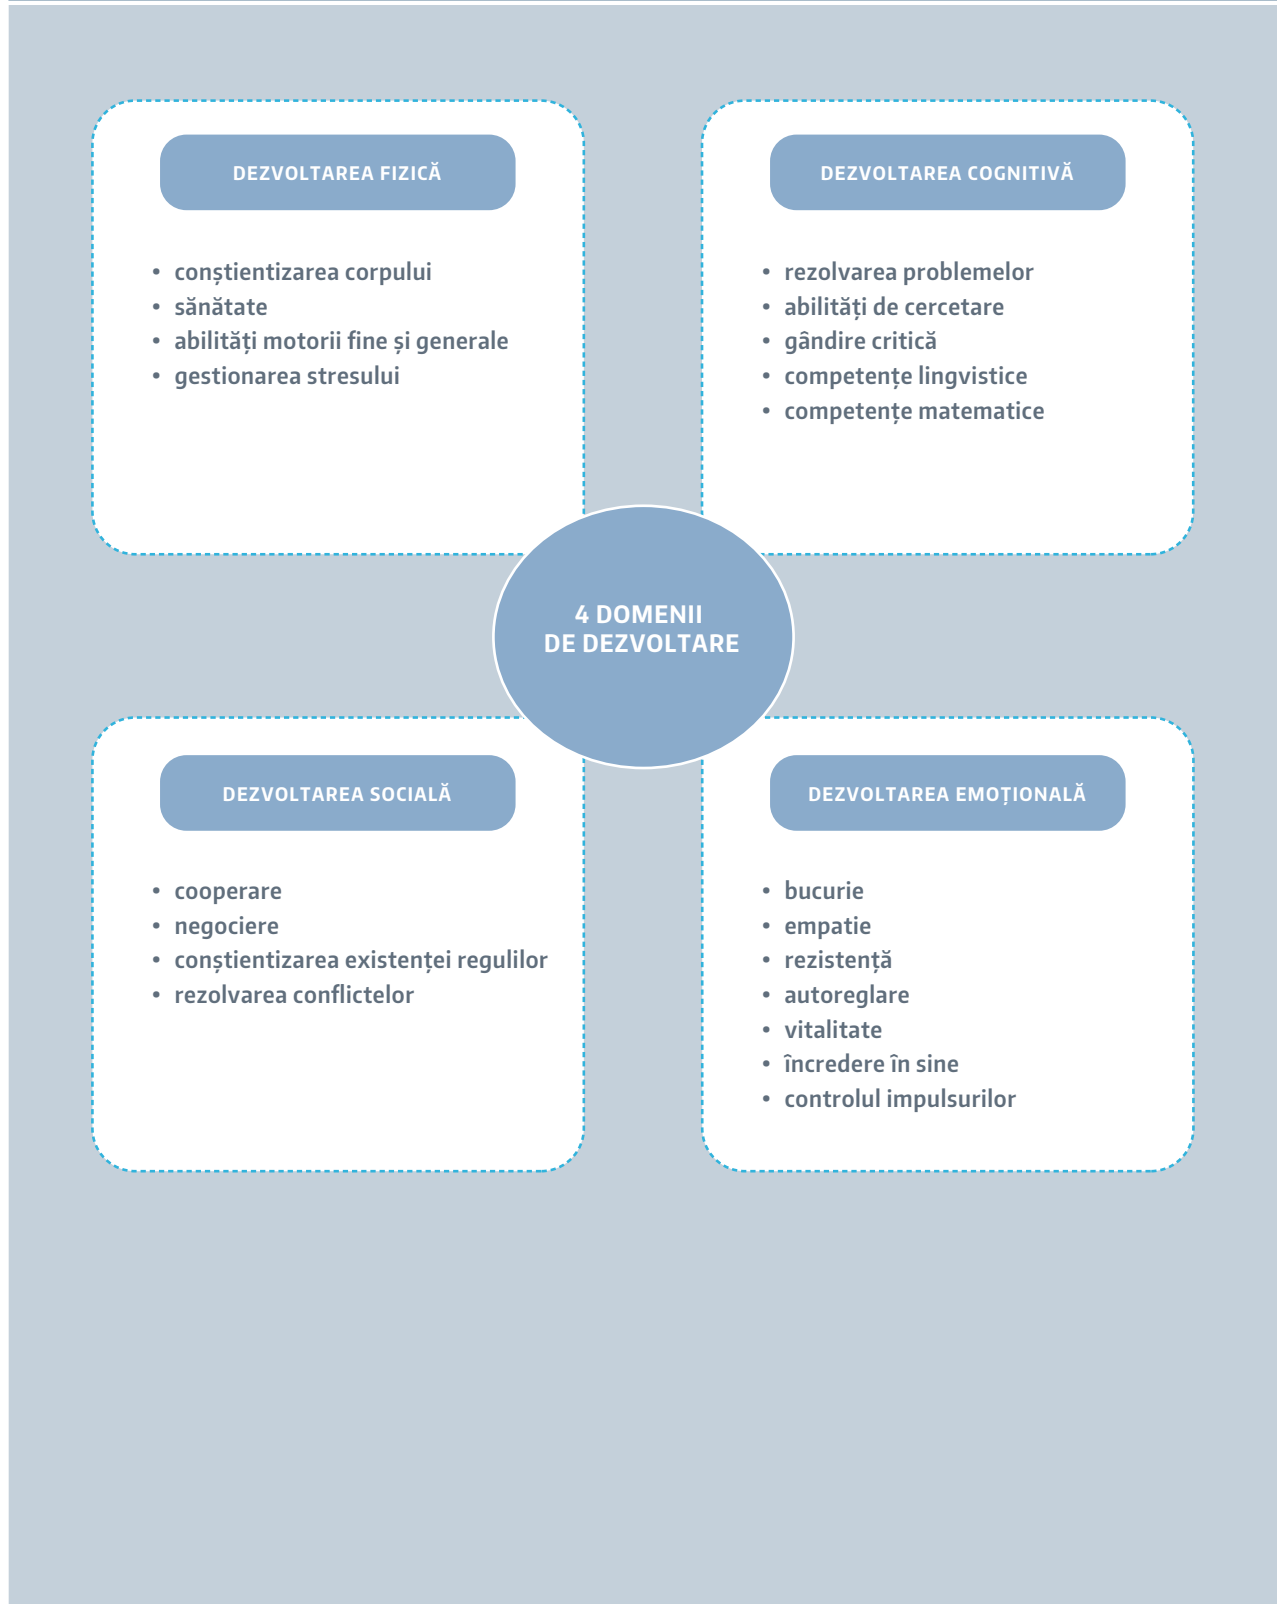 DEZVOLTAREA FIZICĂ
• conștientizarea corpului
• sănătate
• abilități motorii fine și generale
• gestionarea stresului
DEZVOLTAREA COGNITIVĂ
• rezolvarea problemelor
• abilități de cercetare
• gândire critică
• competențe lingvistice
• competențe matematice
4 DOMENII
DE DEZVOLTARE
DEZVOLTAREA SOCIALĂ
• cooperare
• negociere
• conștientizarea existenței regulilor
• rezolvarea conflictelor
DEZVOLTAREA EMOȚIONALĂ
• bucurie
• empatie
• rezistență
• autoreglare
• vitalitate
• încredere în sine
• controlul impulsurilor